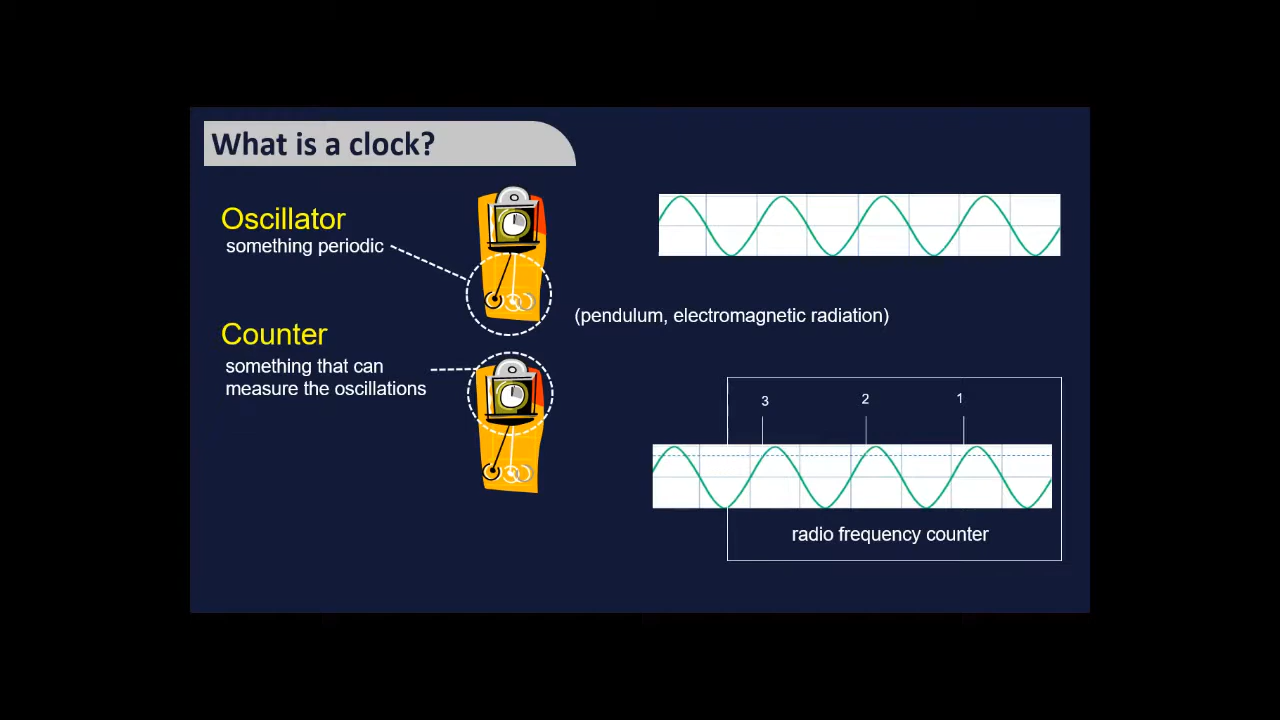 What is a clock?
Oscillator
something periodic
(pendulum, electromagnetic radiation)
Counter
something that can
measure the oscillations
3 2 1
radio frequency counter